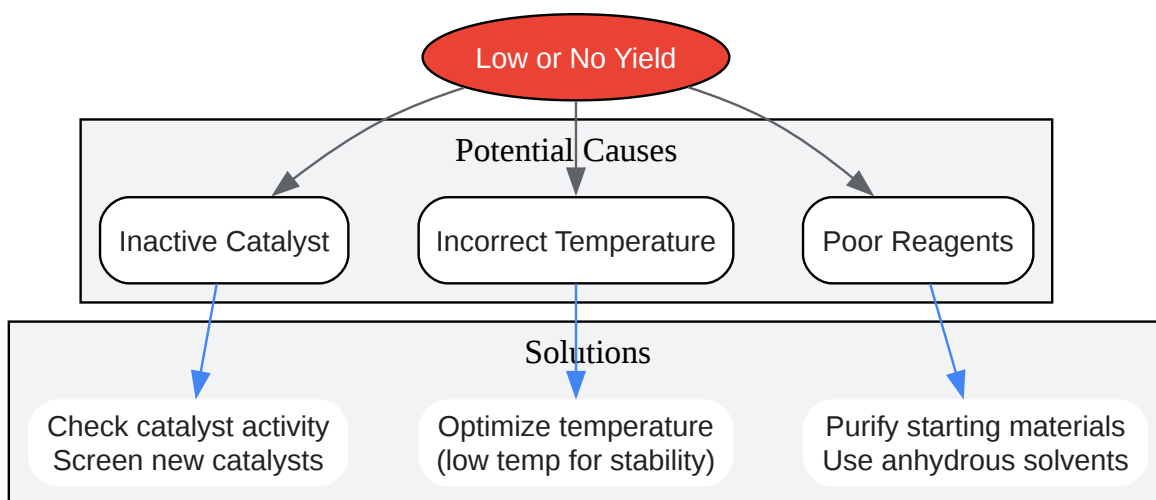 Low or No Yield
Potential Causes
Inactive Catalyst
Incorrect Temperature
Poor Reagents
Solutions
Check catalyst activity
Screen new catalysts
Optimize temperature
(low temp for stability)
Purify starting materials
Use anhydrous solvents